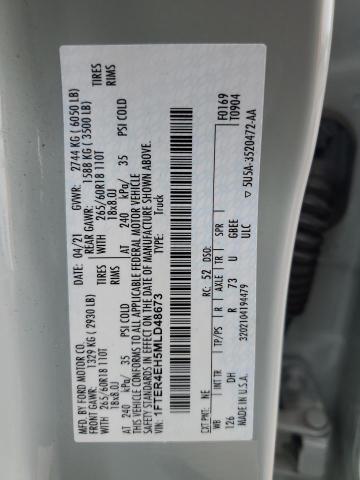 MFD. BY FORD MOTOR CO.
DATE: 04/21 GVWR: 2744 KG ( 6050 LB)
FRONT GAWR: 1329 KG ( 2930 LB) REAR GAWR: 1588 KG ( 3500 LB)
WITH 265/60R18 110T TIRES WITH 265/60R18 110T TIRES
18x8.0J RIMS 18x8.0J RIMS
AT 240 kPa/ 35 PSI COLD AT 240 kPa/ 35 PSI COLD
THIS VEHICLE CONFORMS TO ALL APPLICABLE FEDERAL MOTOR VEHICLE
SAFETY STANDARDS IN EFFECT ON THE DATE OF MANUFACTURE SHOWN ABOVE.
VIN: 1FTER4EH5MLD48673
TYPE: Truck
F0169
T0904
EXT PNT: NE RC: 52 DSO:
WB TP/PS R AXLE TR SPR
126 DH R 73 U GBEE
MADE IN U.S.A. ULC
3202104194479
5U5A-3520472-AA